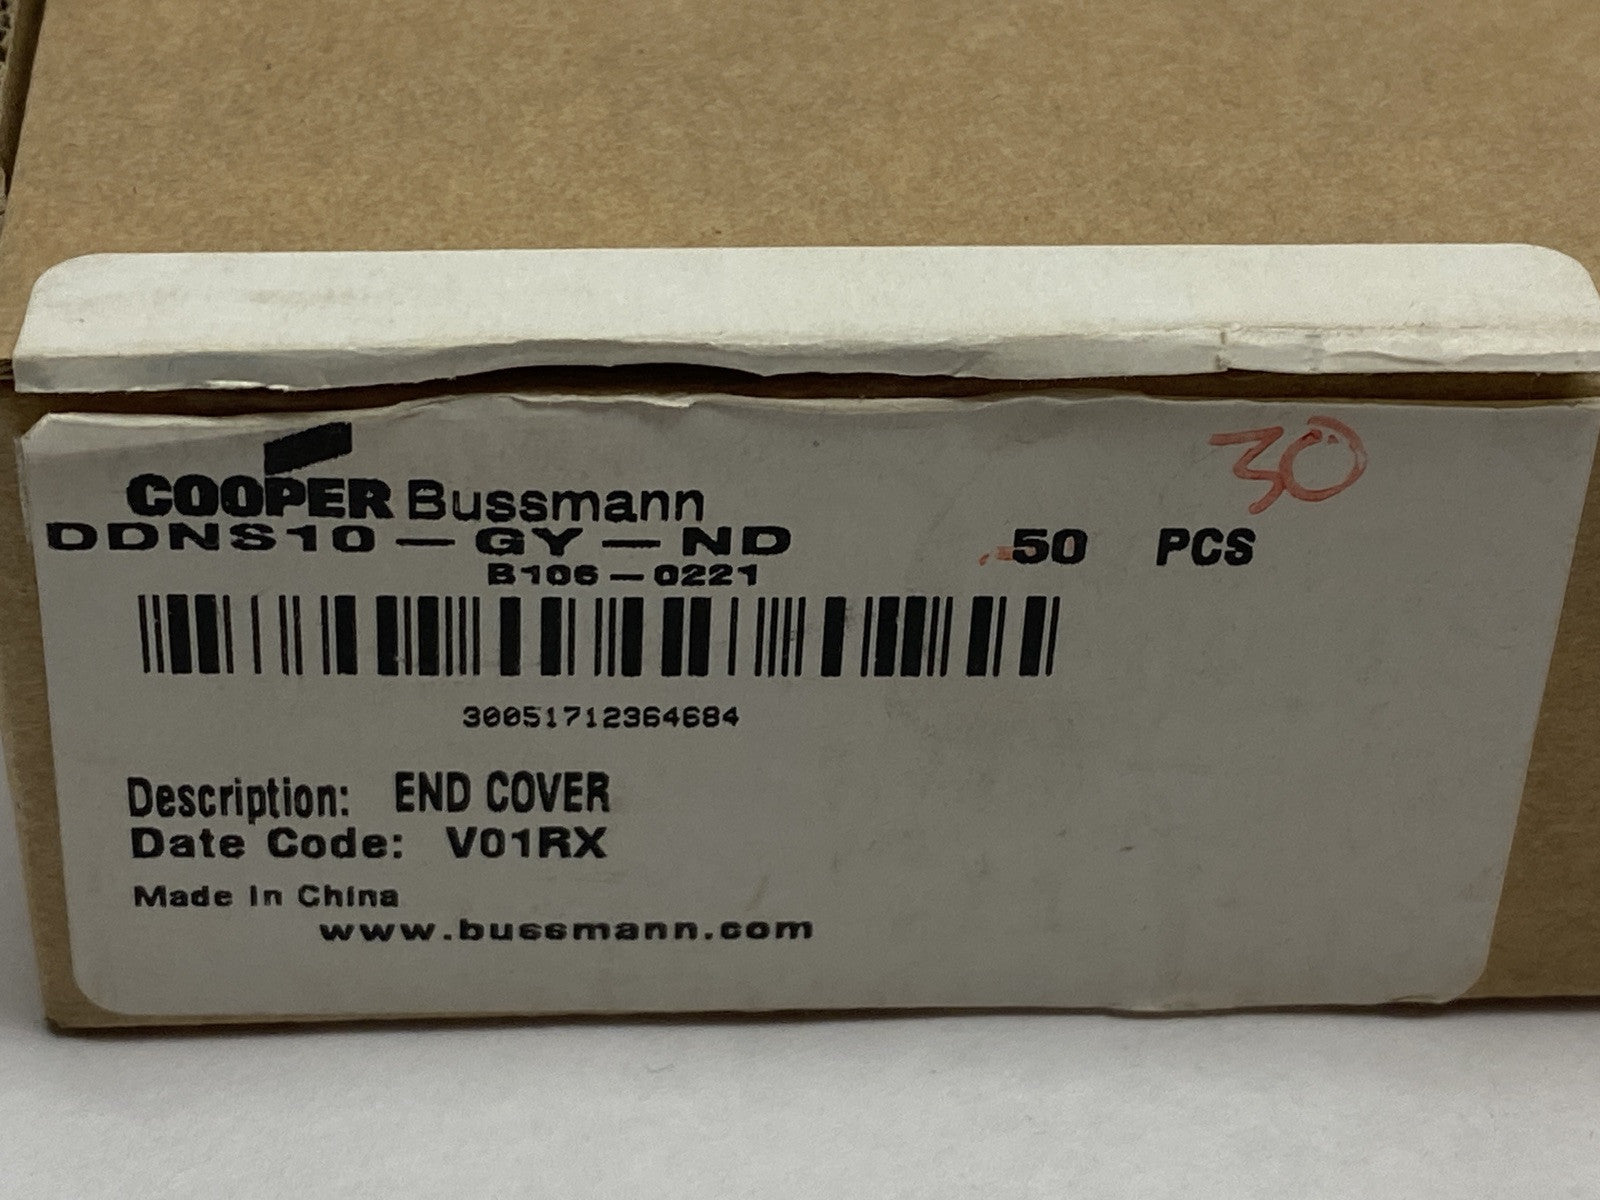 30
COOPER Bussmann
DDNS10-GY-ND 50 PCS
B106-0221
30051712364684
Description: END COVER
Date Code: V01RX
Made In China
www.bussmann.com